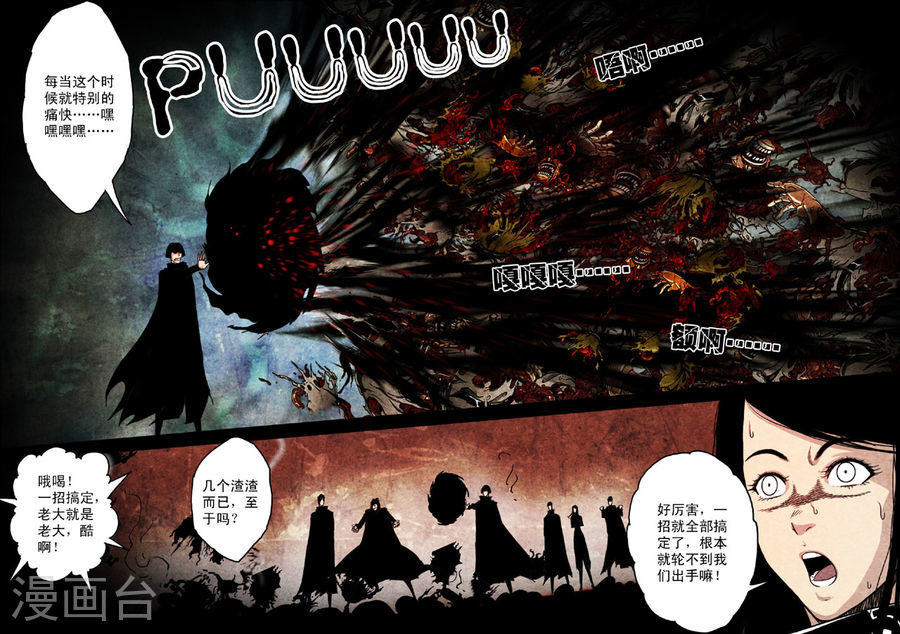 每当这个时
候就特别的
痛快……嘿
嘿嘿嘿……
PUUUUUU
唔啊……
嘎嘎嘎……
额啊……
哦喝！
一招搞定，
老大就是
老大，酷
啊！
几个渣渣
而已，至
于吗？
好厉害，一
招就全部搞
定了，根本
就轮不到我
们出手嘛！
漫画台